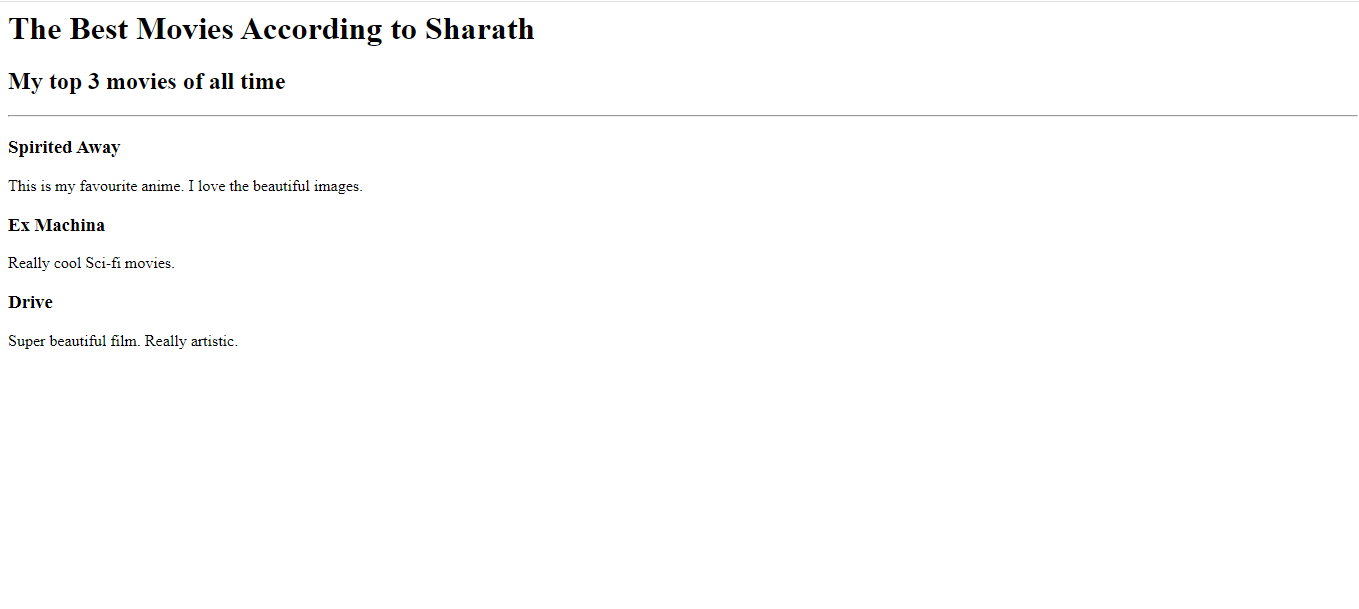 The Best Movies According to Sharath
My top 3 movies of all time
Spirited Away
This is my favourite anime. I love the beautiful images.
Ex Machina
Really cool Sci-fi movies.
Drive
Super beautiful film. Really artistic.